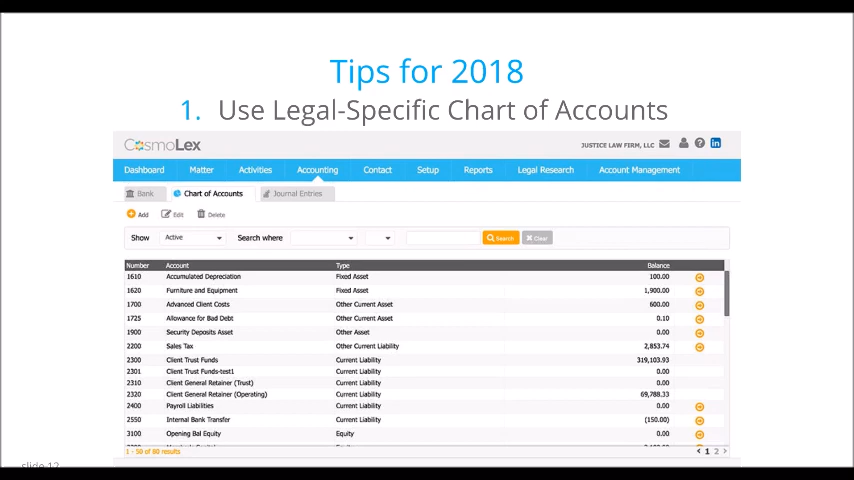 Tips for 2018
1. Use Legal-Specific Chart of Accounts
CosmoLex
JUSTICE LAW FIRM, LLC
Dashboard Matter Activities Accounting Contact Setup Reports Legal Research Account Management
Bank Chart of Accounts Journal Entries
Add Edit Delete
Show Active Search where Search Clear
Number Account Type Balance
1610 Accumulated Depreciation Fixed Asset 100.00
1620 Furniture and Equipment Fixed Asset 1,900.00
1700 Advanced Client Costs Other Current Asset 600.00
1725 Allowance for Bad Debt Other Current Asset 0.10
1900 Security Deposits Asset Other Asset 0.00
2200 Sales Tax Other Current Liability 2,853.74
2300 Client Trust Funds Current Liability 319,103.93
2301 Client Trust Funds-test1 Current Liability 0.00
2310 Client General Retainer (Trust) Current Liability 0.00
2320 Client General Retainer (Operating) Current Liability 69,788.33
2400 Payroll Liabilities Current Liability 0.00
2550 Internal Bank Transfer Current Liability (150.00)
3100 Opening Bal Equity Equity 0.00
1 - 50 of 80 results < 1 2 >
slide-12